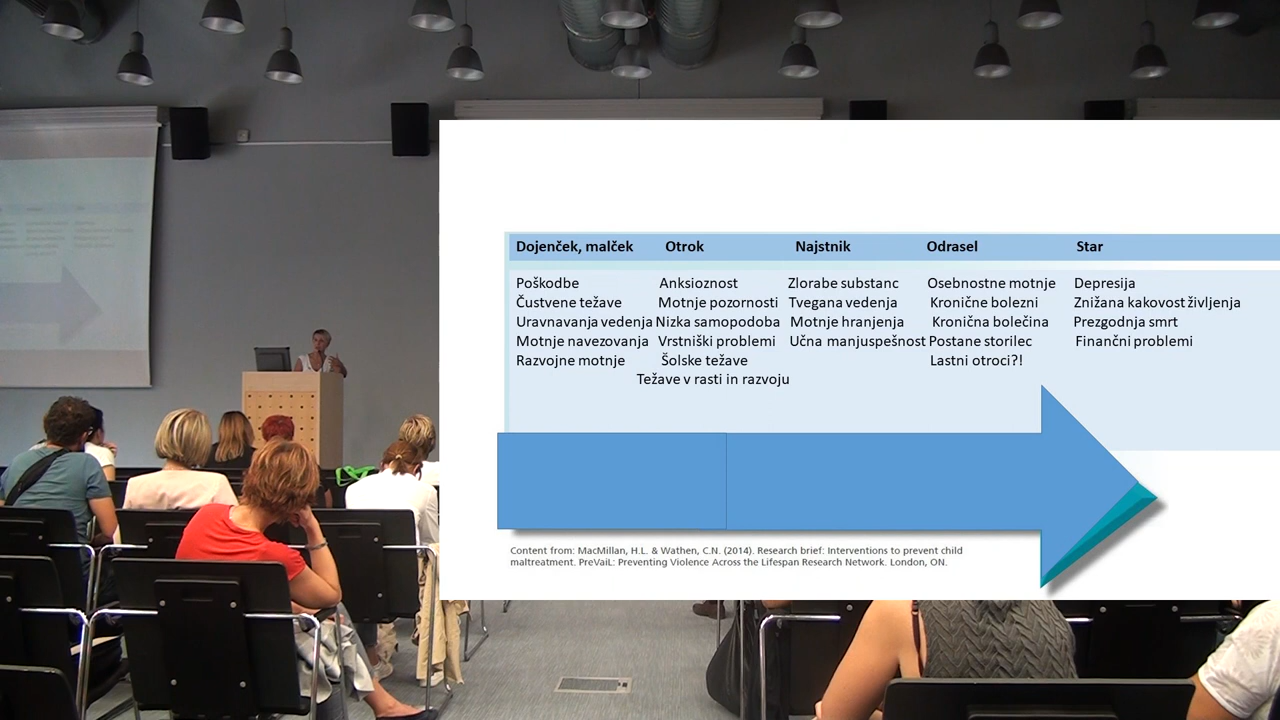 Dojenček, malček Otrok Najstnik Odrasel Star
Poškodbe Anksioznost Zlorabe substanc Osebnostne motnje Depresija
Čustvene težave Motnje pozornosti Tvegana vedenja Kronične bolezni Znižana kakovost življenja
Uravnavanja vedenja Nizka samopodoba Motnje hranjenja Kronična bolečina Prezgodnja smrt
Motnje navezovanja Vrstniški problemi Učna manjuspešnost Postane storilec Finančni problemi
Razvojne motnje Šolske težave Lastni otroci?!
Težave v rasti in razvoju
Content from: MacMillan, H.L. & Wathen, C.N. (2014). Research brief: Interventions to prevent child
maltreatment. PreVaiL: Preventing Violence Across the Lifespan Research Network. London, ON.